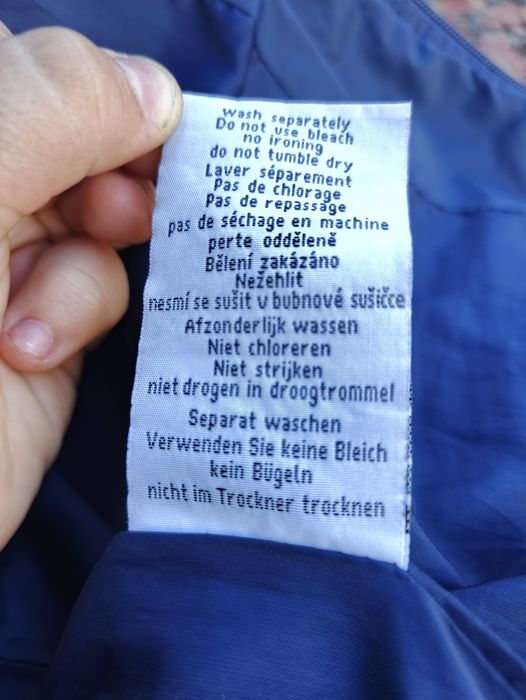 Wash separately
Do not use bleach
no ironing
do not tumble dry
Laver séparement
Pas de chlorage
Pas de repassage
pas de séchage en machine
perte odděleně
Bělení zakázáno
Nežehlit
nesmí se sušit v bubnové sušičce
Afzonderlijk wassen
Niet chloreren
Niet strijken
niet drogen in droogtrommel
Separat waschen
Verwenden Sie keine Bleich
kein Bügeln
nicht im Trockner trocknen